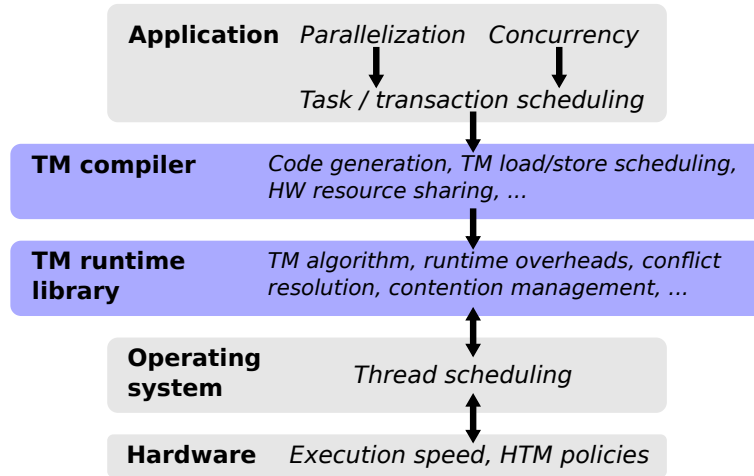 Application Parallelization Concurrency
Task / transaction scheduling
TM compiler Code generation, TM load/store scheduling,
HW resource sharing, ...
TM runtime TM algorithm, runtime overheads, conflict
library resolution, contention management, ...
Operating
system
Thread scheduling
Hardware Execution speed, HTM policies